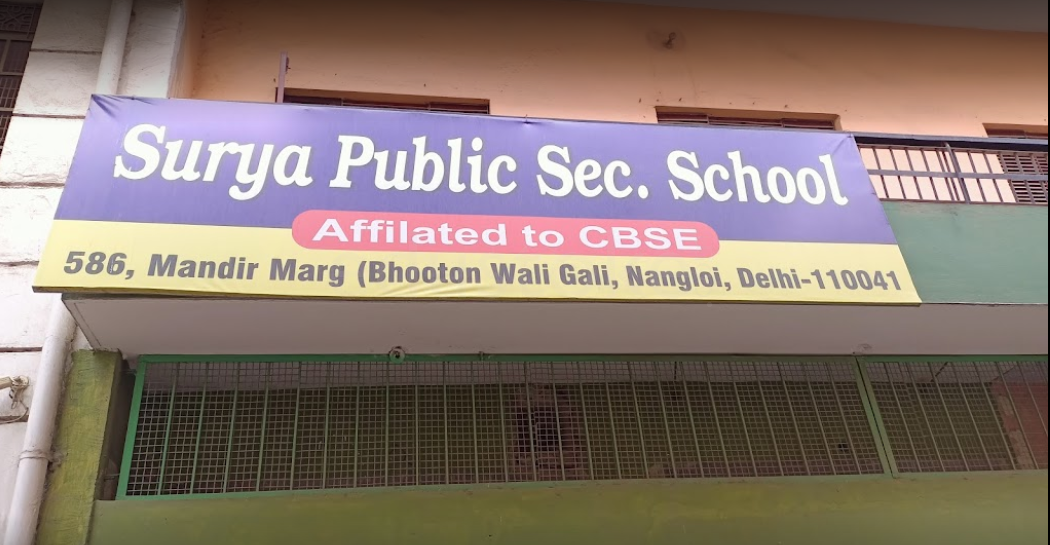 Surya Public Sec. School
Affilated to CBSE
586, Mandir Marg (Bhooton Wali Gali, Nangloi, Delhi-110041